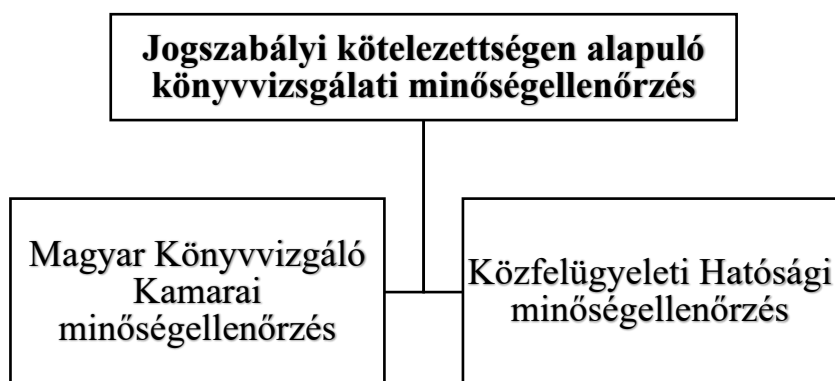 Jogszabályi kötelezettségen alapuló
könyvvizsgálati minőségellenőrzés
Magyar Könyvvizgáló
Kamarai
minőségellenőrzés
Közfelügyeleti Hatósági
minőségellenőrzés